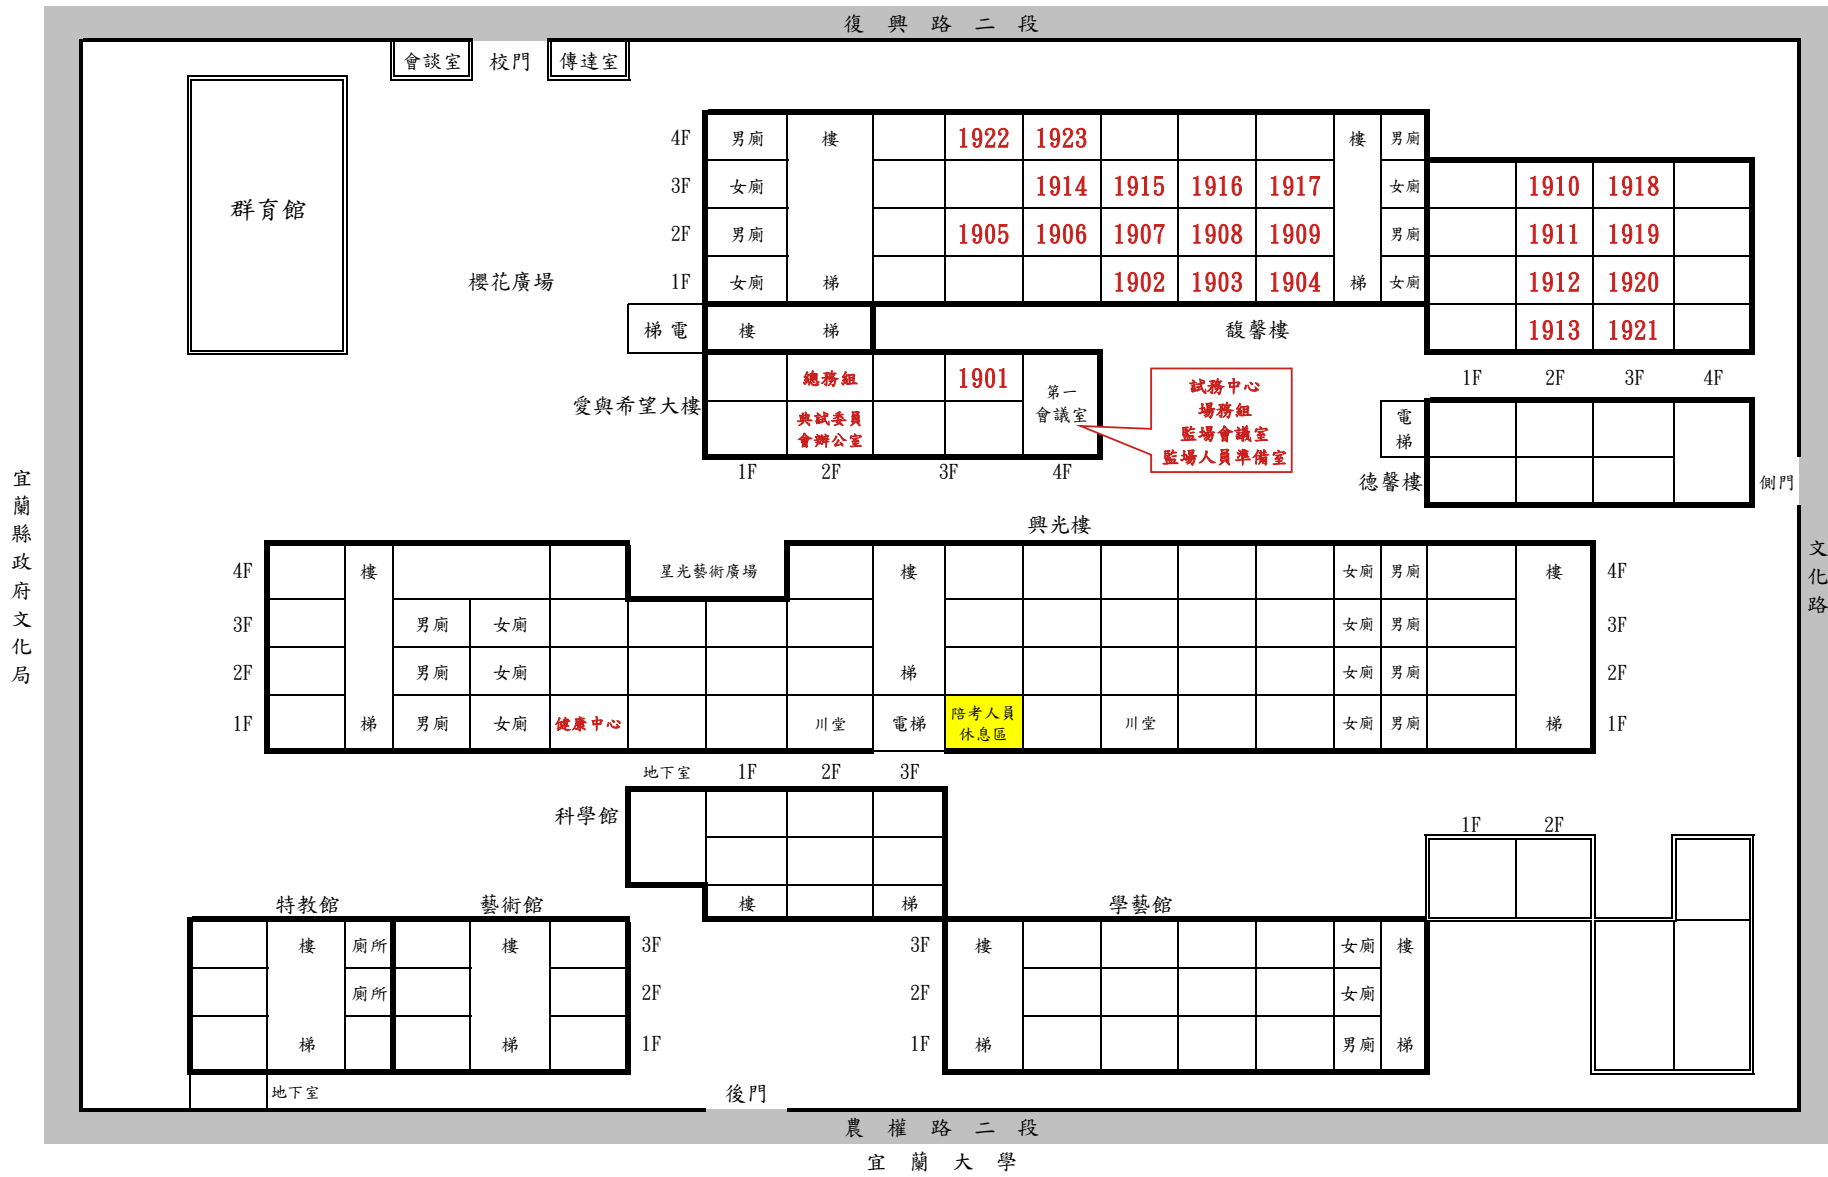 復興路二段
會談室 校門 傳達室
群育館
4F 男廁 樓 1922 1923 樓 男廁
3F 女廁 1914 1915 1916 1917 女廁 1910 1918
2F 男廁 1905 1906 1907 1908 1909 男廁 1911 1919
櫻花廣場 1F 女廁 梯 1902 1903 1904 梯 女廁 1912 1920
梯電 樓 梯 馥馨樓 1913 1921
1F 2F 3F 4F
愛與希望大樓
總務組 1901
典試委員
會辦公室
第一
會議室
試務中心
場務組
監場會議室
監場人員準備室
1F 2F 3F 4F
電
梯
德馨樓 側門
宜蘭縣政府文化局
文化路
興光樓
4F 樓 星光藝術廣場 樓 女廁 男廁 樓 4F
3F 男廁 女廁 女廁 男廁 3F
2F 男廁 女廁 梯 女廁 男廁 2F
1F 梯 男廁 女廁 健康中心 川堂 電梯 陪考人員
休息區
川堂 女廁 男廁 梯 1F
地下室 1F 2F 3F
科學館
樓 梯
1F 2F
特教館 藝術館 學藝館
樓 廁所 樓 3F 3F 樓 女廁 樓
廁所 2F 2F 女廁
梯 梯 1F 1F 梯 男廁 梯
地下室 後門
農權路二段
宜蘭大學